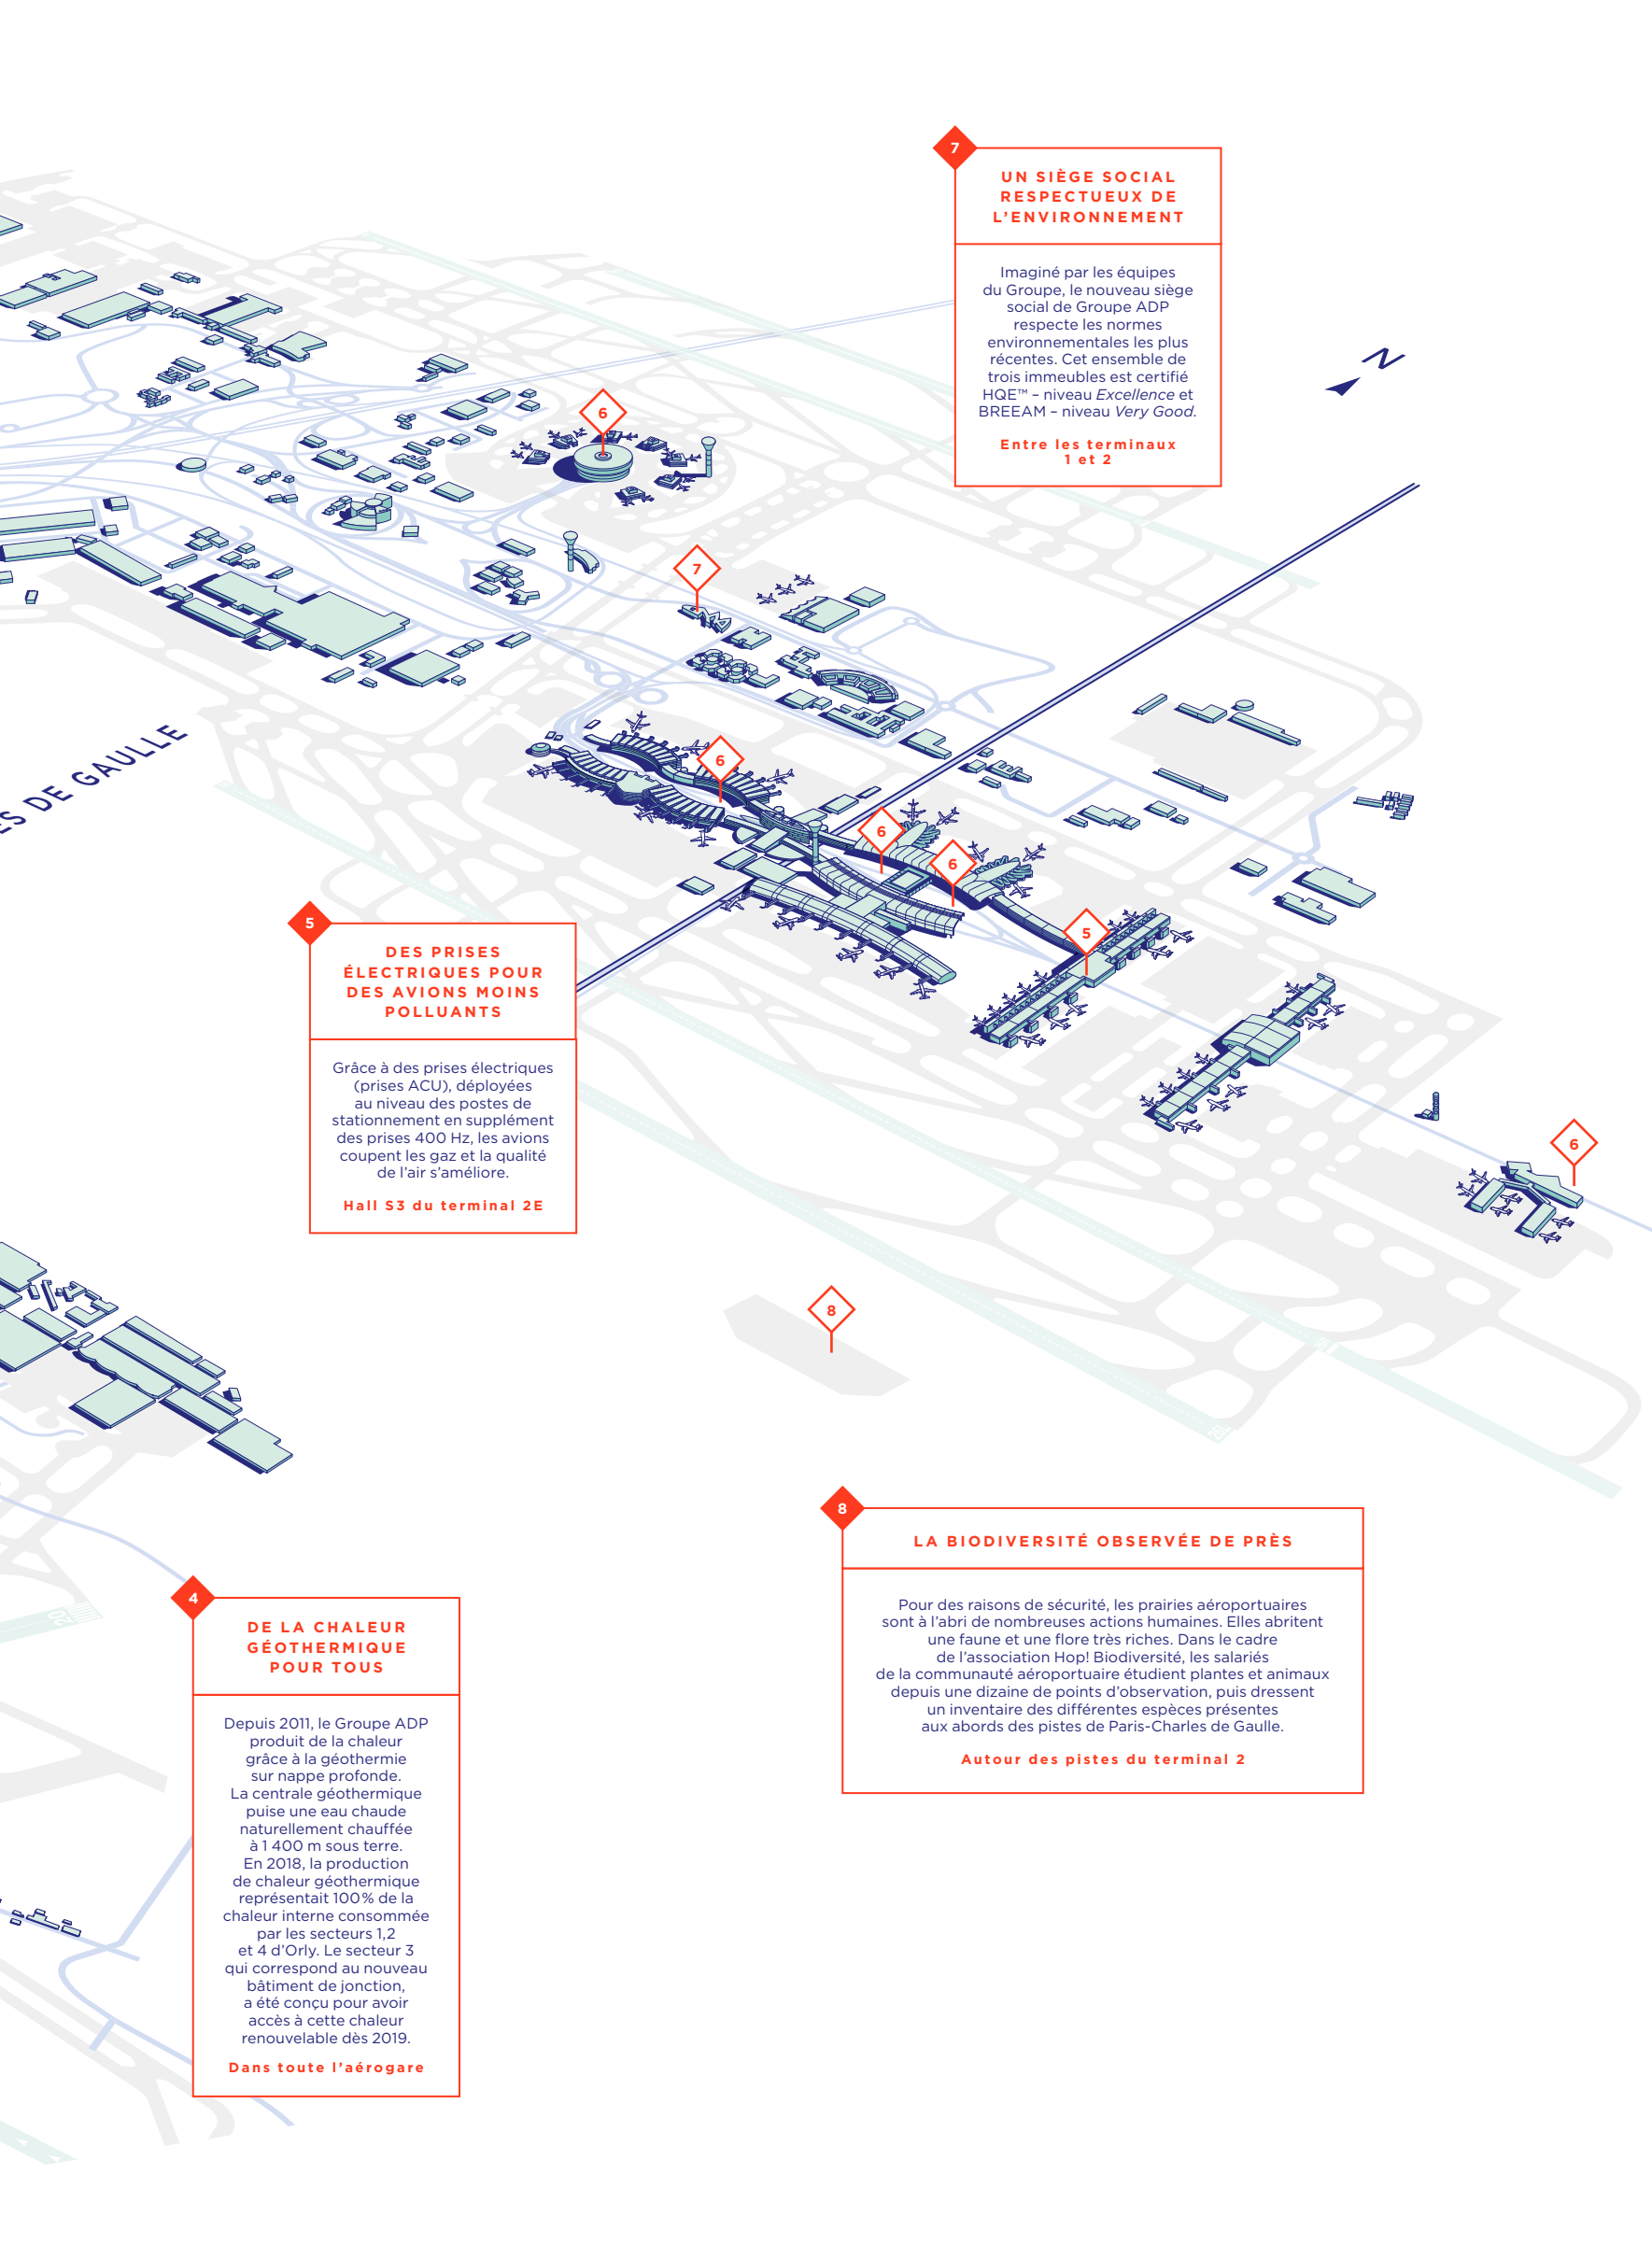 7
UN SIÈGE SOCIAL
RESPECTUEUX DE
L’ENVIRONNEMENT
Imaginé par les équipes
du Groupe, le nouveau siège
social de Groupe ADP
respecte les normes
environnementales les plus
récentes. Cet ensemble de
trois immeubles est certifié
HQE™ – niveau Excellence et
BREEAM – niveau Very Good.
Entre les terminaux
1 et 2
N
6
7
6
6
6
5
6
8
DE GAULLE
5
DES PRISES
ÉLECTRIQUES POUR
DES AVIONS MOINS
POLLUANTS
Grâce à des prises électriques
(prises ACU), déployées
au niveau des postes de
stationnement en supplément
des prises 400 Hz, les avions
coupent les gaz et la qualité
de l’air s’améliore.
Hall S3 du terminal 2E
8
LA BIODIVERSITÉ OBSERVÉE DE PRÈS
Pour des raisons de sécurité, les prairies aéroportuaires
sont à l’abri de nombreuses actions humaines. Elles abritent
une faune et une flore très riches. Dans le cadre
de l’association Hop! Biodiversité, les salariés
de la communauté aéroportuaire étudient plantes et animaux
depuis une dizaine de points d’observation, puis dressent
un inventaire des différentes espèces présentes
aux abords des pistes de Paris-Charles de Gaulle.
Autour des pistes du terminal 2
4
DE LA CHALEUR
GÉOTHERMIQUE
POUR TOUS
Depuis 2011, le Groupe ADP
produit de la chaleur
grâce à la géothermie
sur nappe profonde.
La centrale géothermique
puise une eau chaude
naturellement chauffée
à 1 400 m sous terre.
En 2018, la production
de chaleur géothermique
représentait 100% de la
chaleur interne consommée
par les secteurs 1,2
et 4 d’Orly. Le secteur 3
qui correspond au nouveau
bâtiment de jonction,
a été conçu pour avoir
accès à cette chaleur
renouvelable dès 2019.
Dans toute l’aérogare
20